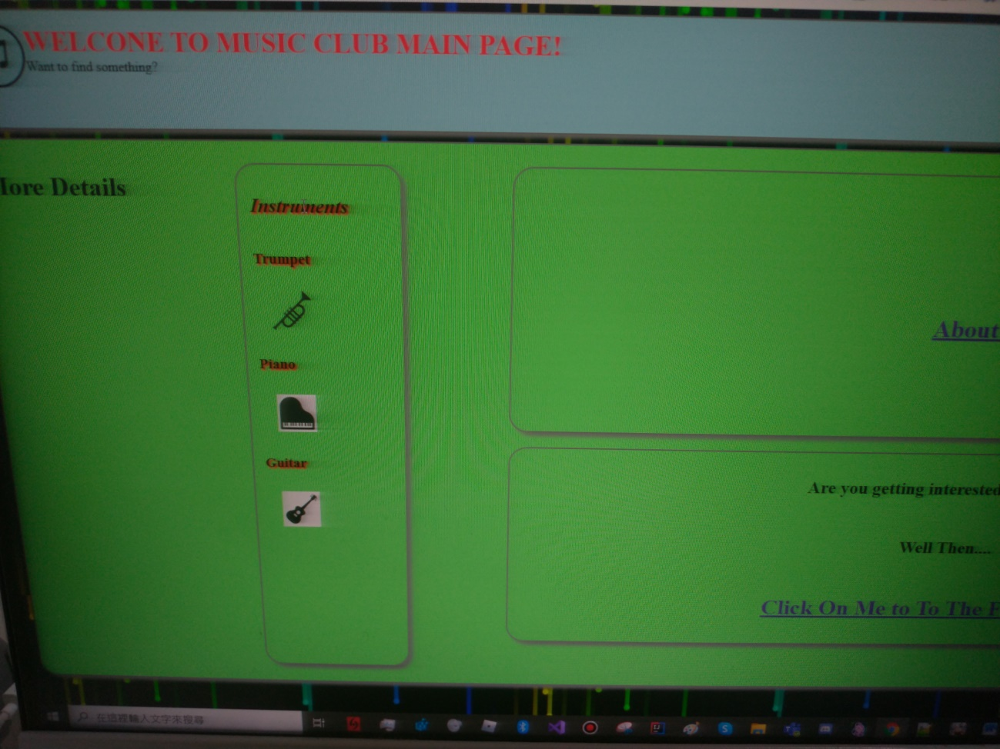 WELCONE TO MUSIC CLUB MAIN PAGE!
Want to find something?
More Details
Instruments
Trumpet
Piano
Guitar
About
Are you getting interested
Well Then....
Click On Me to To The
在這裡輸入文字來搜尋